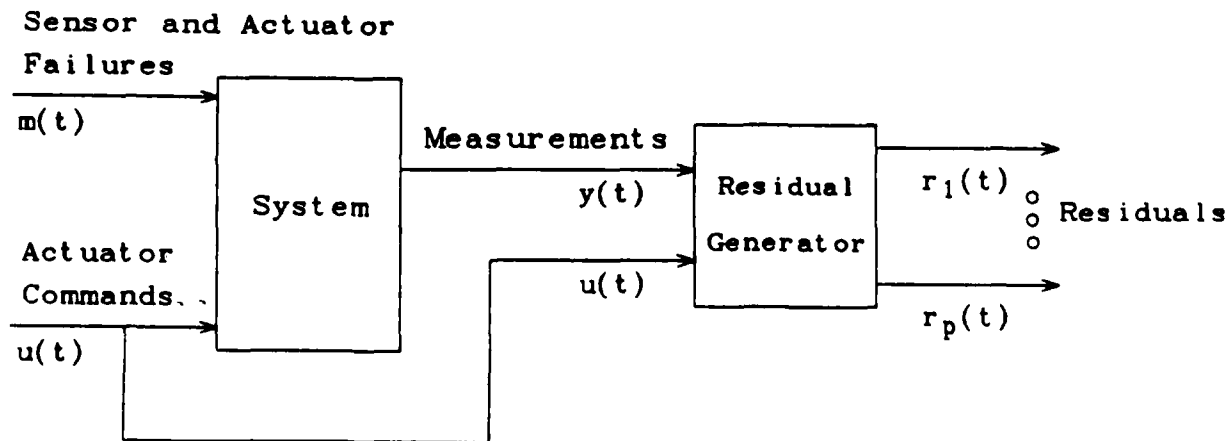 Sensor and Actuator
Failures
m(t)
Measurements
y(t)
System
Residual
Generator
r1(t)
Residuals
Actuator
Commands
u(t)
u(t)
rp(t)